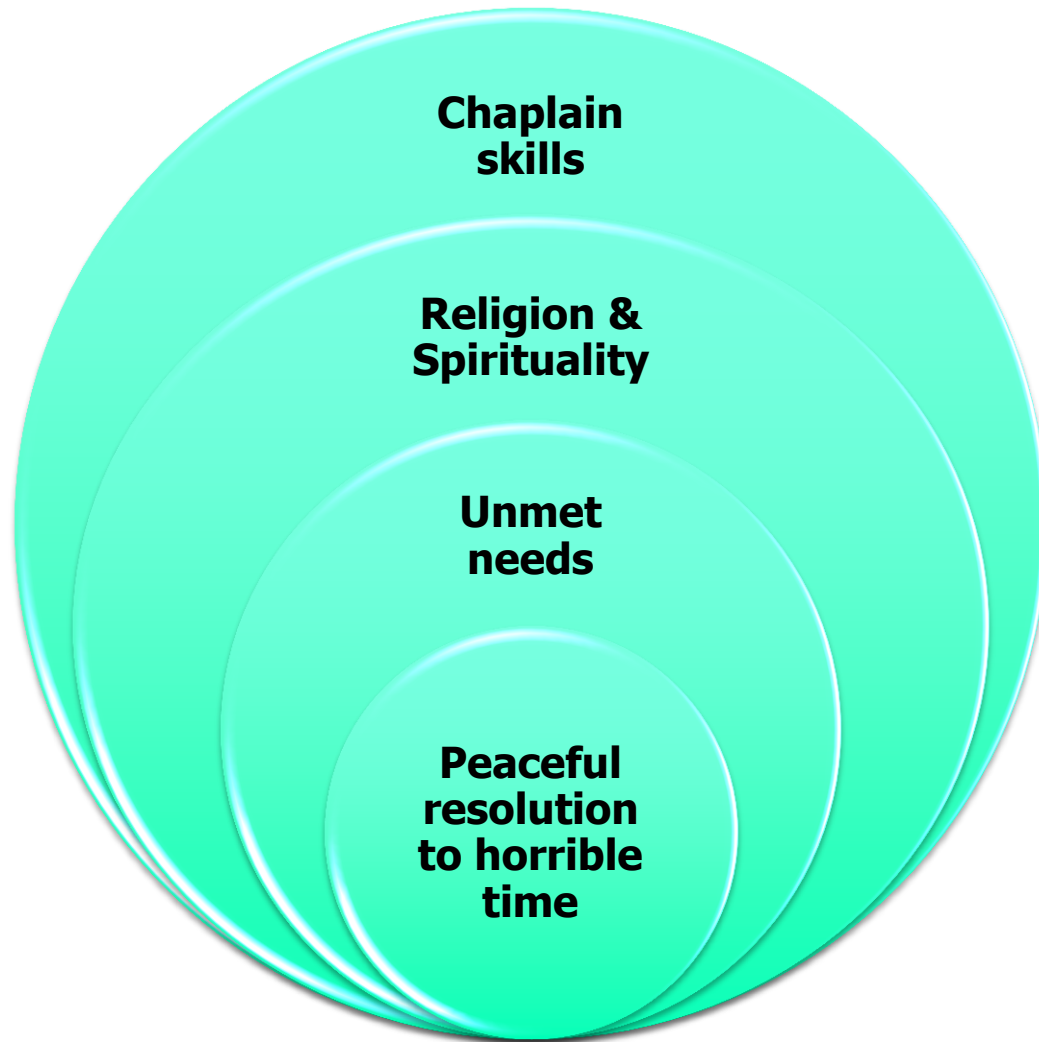 Chaplain
skills
Religion &
Spirituality
Unmet
needs
Peaceful
resolution
to horrible
time